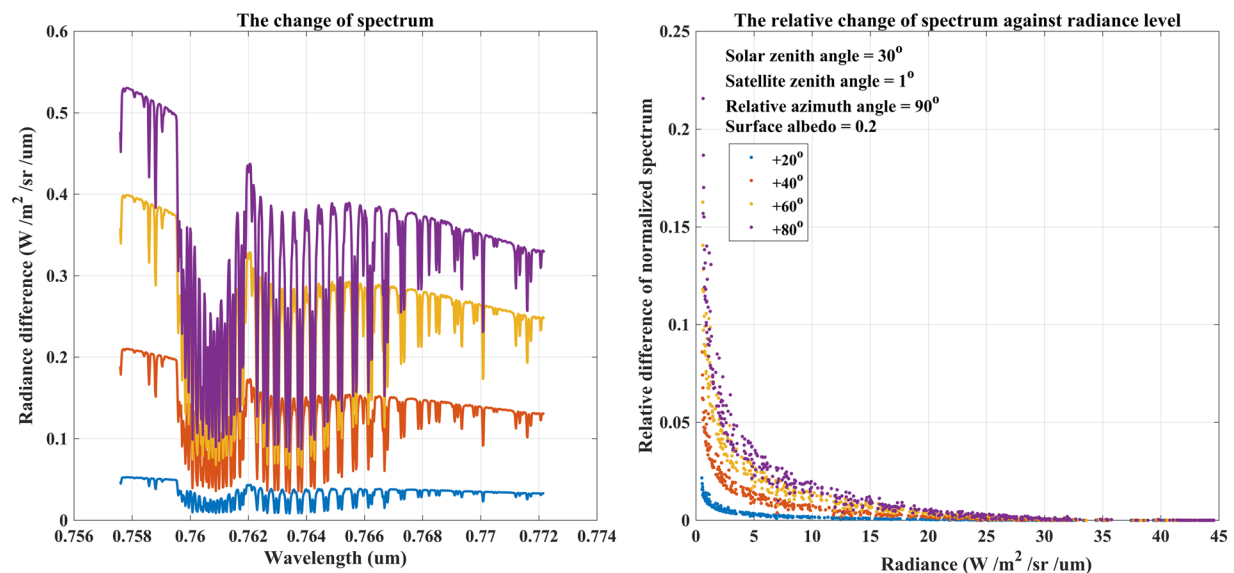 The change of spectrum
0.6
0.5
0.4
0.3
0.2
0.1
0
Radiance difference (W /m² /sr /um)
0.756 0.758 0.76 0.762 0.764 0.766 0.768 0.77 0.772 0.774
Wavelength (um)
The relative change of spectrum against radiance level
0.25
0.2
0.15
0.1
0.05
0
Relative difference of normalized spectrum
Solar zenith angle = 30°
Satellite zenith angle = 1°
Relative azimuth angle = 90°
Surface albedo = 0.2
+20°
+40°
+60°
+80°
0 5 10 15 20 25 30 35 40 45
Radiance (W /m² /sr /um)